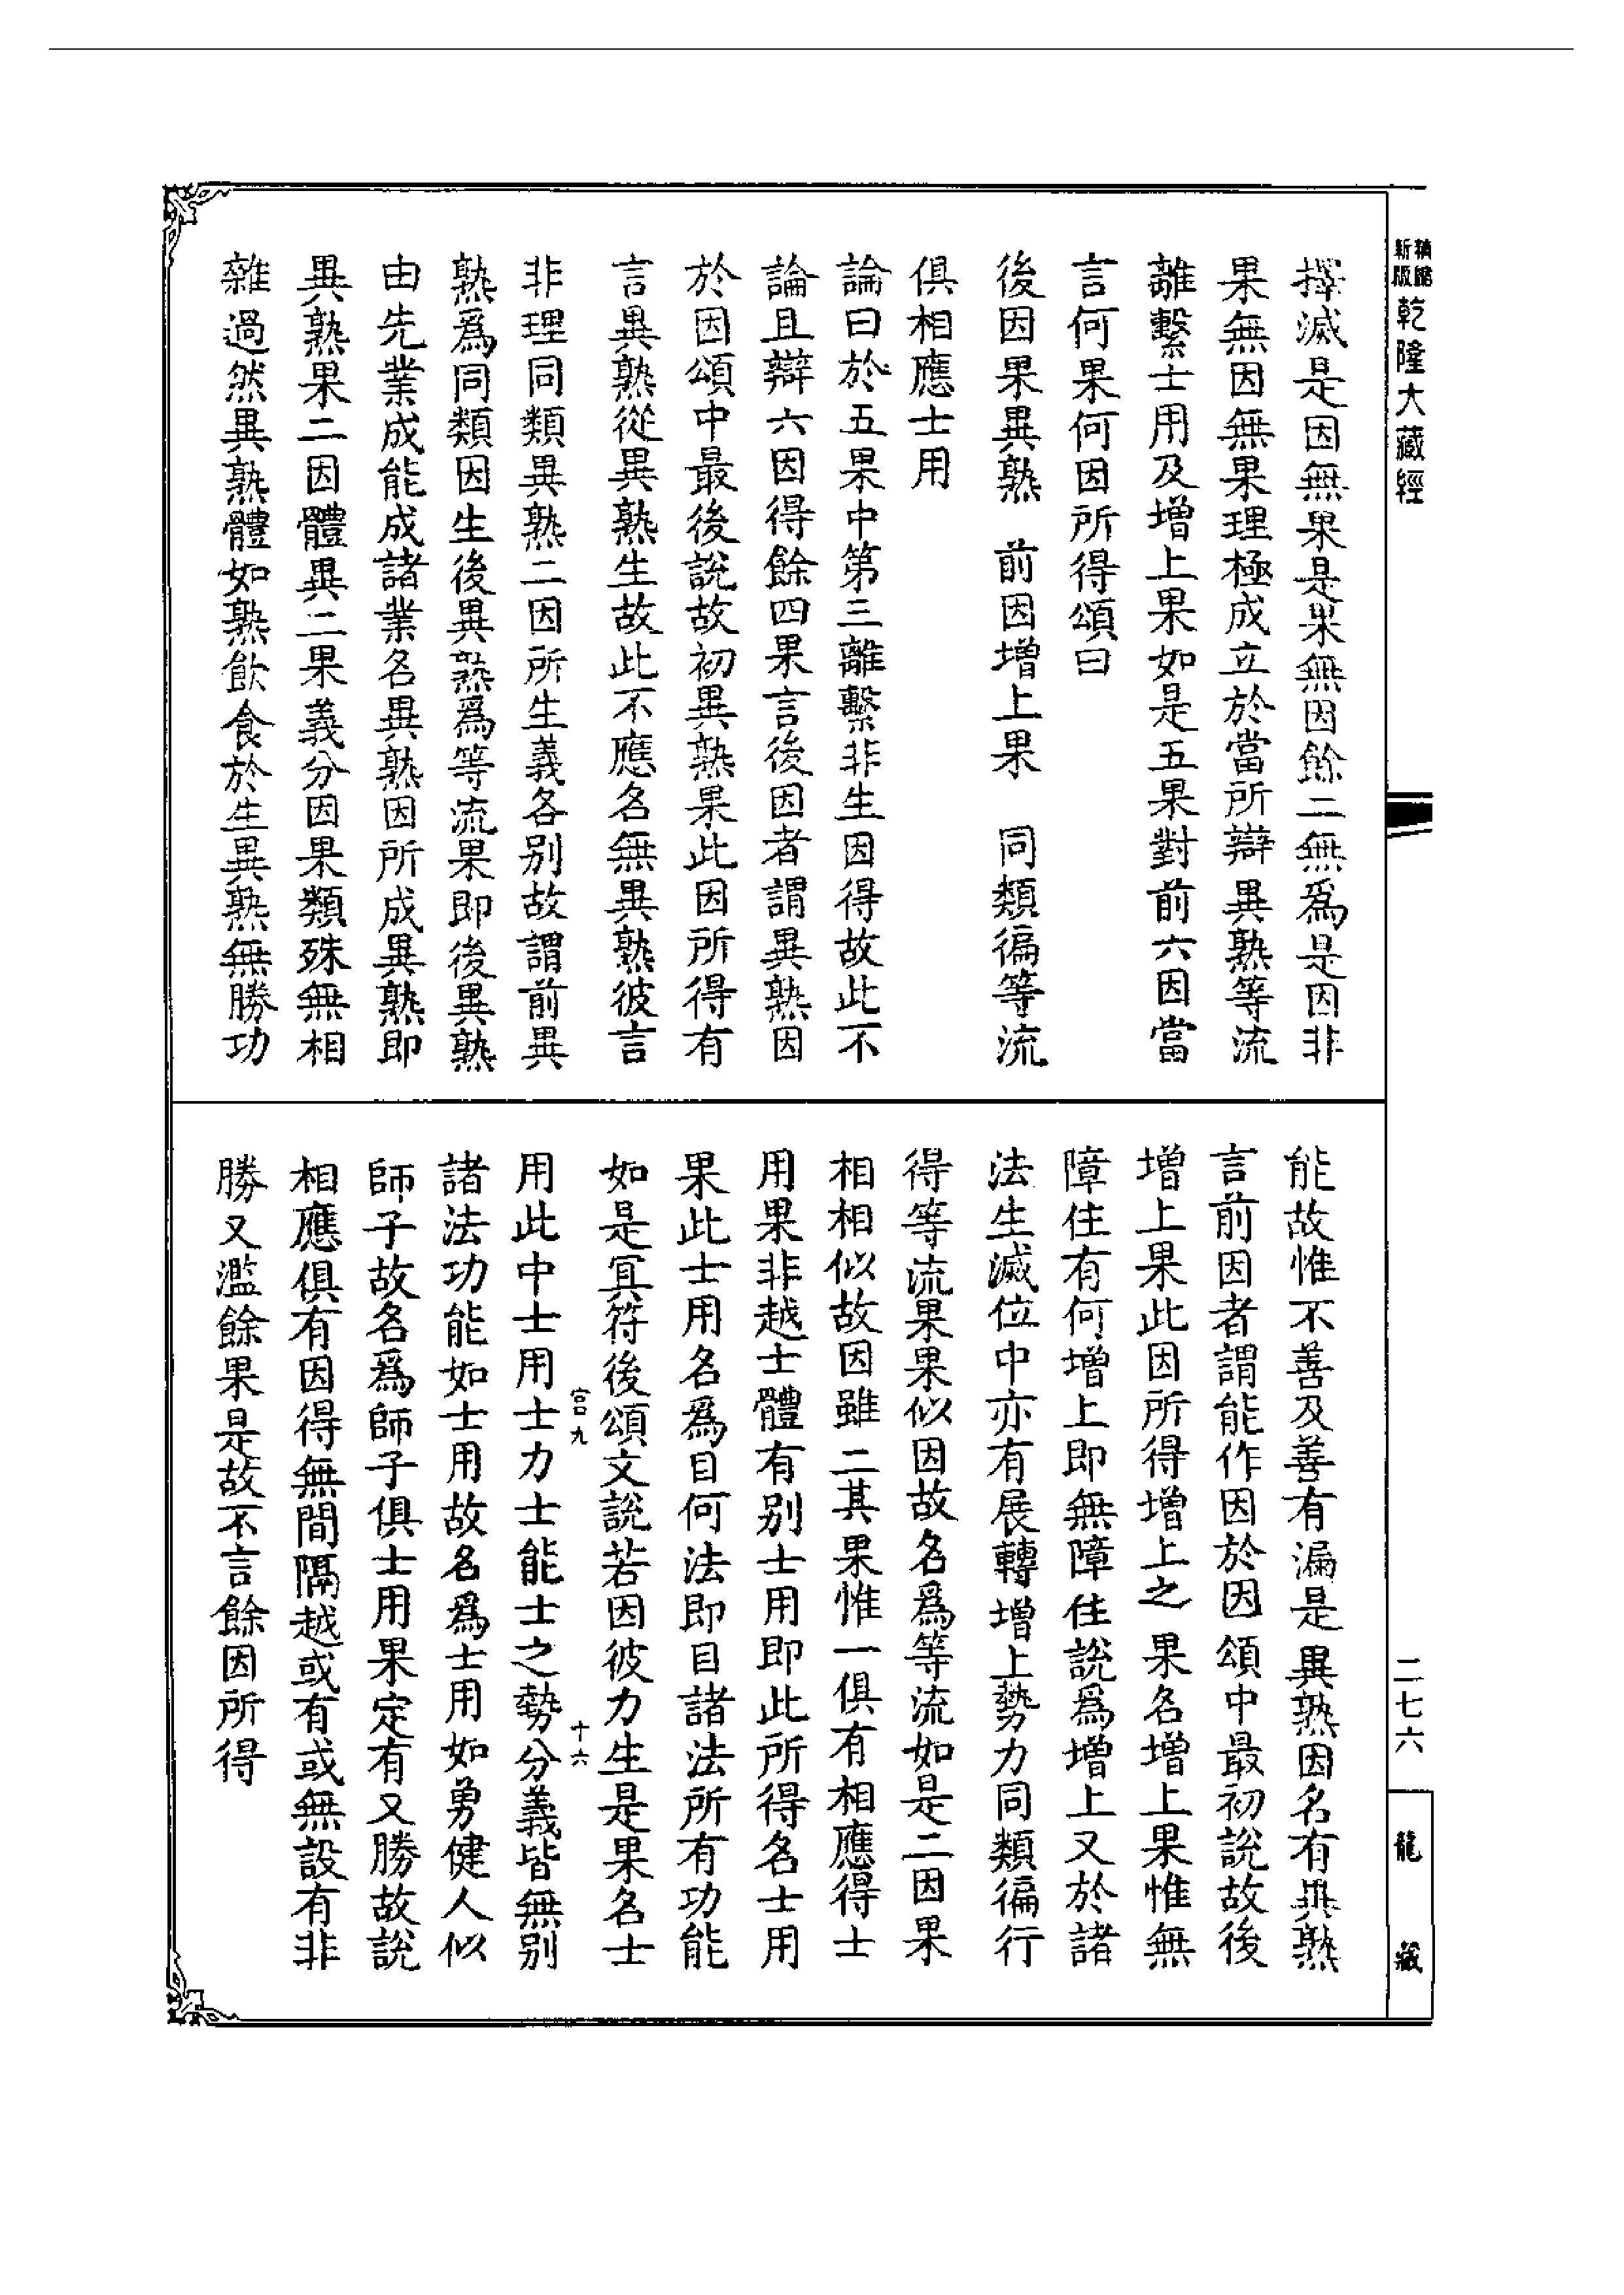 新版
乾隆大藏經
擇滅是因無果是果無因餘二無爲是因非
果無因無果理極成立於當所辯異熟等流
離繫士用及增上果如是五果對前六因當
言何果何因所得頌曰
後因果異熟　前因增上果　同類徧等流
俱相應士用
論曰於五果中第三離繫非生因得故此不
論且辯六因得餘四果言後因者謂異熟因
於因頌中最後說故初異熟果此因所得有
言異熟從異熟生故此不應名無異熟彼言
非理同類異熟二因所生義各別故謂前異
熟爲同類因生後異熟爲等流果即後異熟
由先業成能成諸業名異熟因所成異熟即
異熟果二因體異二果義分因果類殊無相
雜過然異熟體如熟飲食於生異熟無勝功
能故惟不善及善有漏是異熟因名有異熟
言前因者謂能作因於因頌中最初說故後
增上果此因所得增上之果名增上果惟無
障住有何增上即無障住說爲增上又於諸
法生滅位中亦有展轉增上勢力同類徧行
得等流果果似因故名爲等流如是二因果
相相似故因雖二其果惟一俱有相應得士
用果非越士體有別士用即此所得名士用
果此士用名爲目何法即目諸法所有功能
如是冥符後頌文說若因彼力生是果名士
宮九
十六
用此中士用士力士能士之勢分義皆無別
諸法功能如士用故名爲士用如勇健人似
師子故名爲師子俱士用果定有又勝故說
相應俱有因得無間隔越或有或無設有非
勝又濫餘果是故不言餘因所得
二七六
龍藏